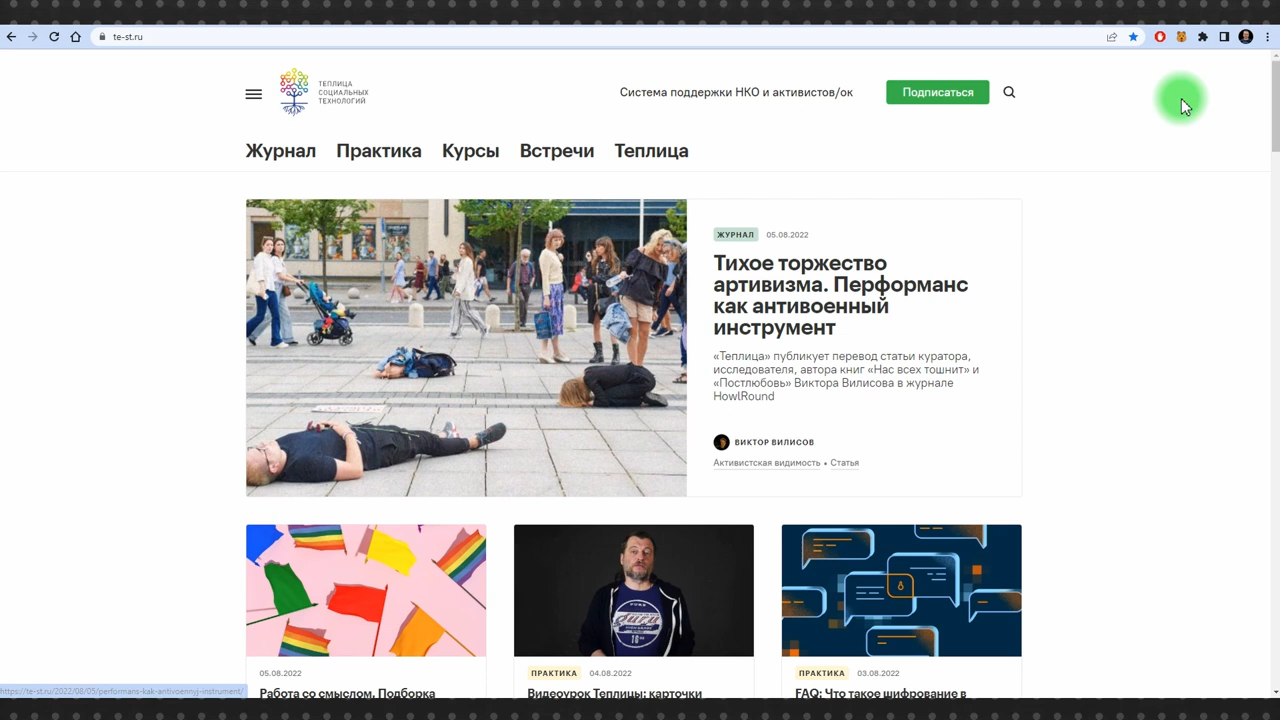 te-st.ru
ТЕПЛИЦА
СОЦИАЛЬНЫХ
ТЕХНОЛОГИЙ
Система поддержки НКО и активистов/ок
Подписаться
Журнал Практика Курсы Встречи Теплица
ЖУРНАЛ 05.08.2022
Тихое торжество
артивизма. Перформанс
как антивоенный
инструмент
«Теплица» публикует перевод статьи куратора,
исследователя, автора книг «Нас всех тошнит» и
«Постлюбовь» Виктора Вилисова в журнале
HowlRound
ВИКТОР ВИЛИСОВ
Активистская видимость • Статья
05.08.2022
Работа со смыслом. Подборка
ПРАКТИКА 04.08.2022
Видеоурок Теплицы: карточки
ПРАКТИКА 03.08.2022
FAQ: Что такое шифрование в
https://te-st.ru/2022/08/05/performans-kak-antivoennyj-instrument/